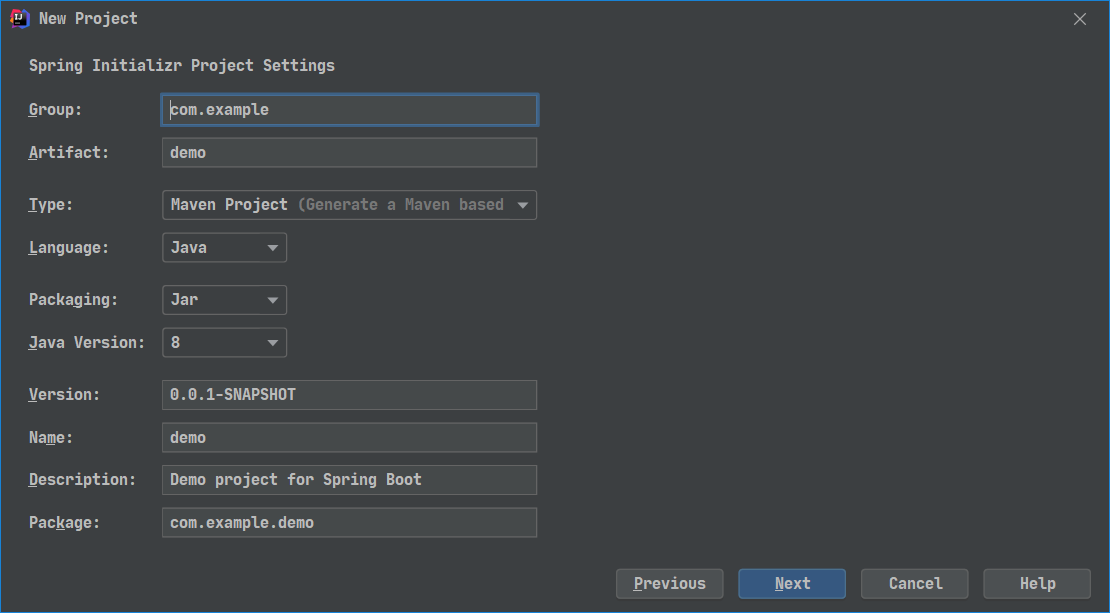 New Project
Spring Initializr Project Settings
Group: com.example
Artifact: demo
Type: Maven Project (Generate a Maven based
Language: Java
Packaging: Jar
Java Version: 8
Version: 0.0.1-SNAPSHOT
Name: demo
Description: Demo project for Spring Boot
Package: com.example.demo
Previous Next Cancel Help